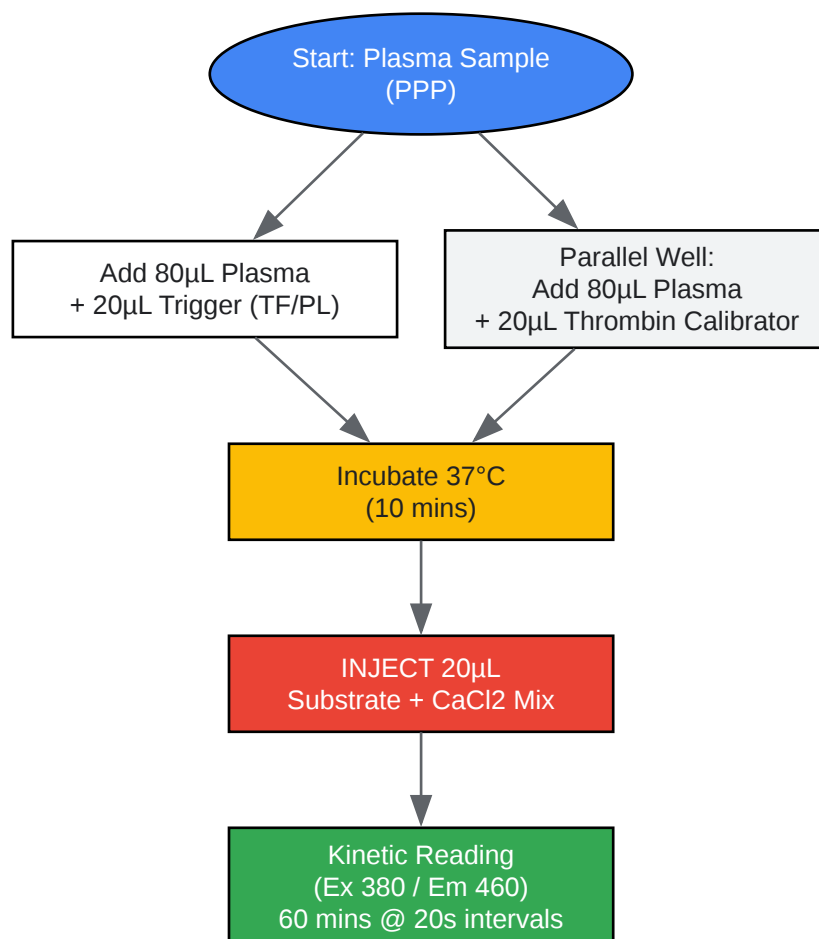 Start: Plasma Sample
(PPP)
Add 80µL Plasma
+ 20µL Trigger (TF/PL)
Parallel Well:
Add 80µL Plasma
+ 20µL Thrombin Calibrator
Incubate 37°C
(10 mins)
INJECT 20µL
Substrate + CaCl2 Mix
Kinetic Reading
(Ex 380 / Em 460)
60 mins @ 20s intervals